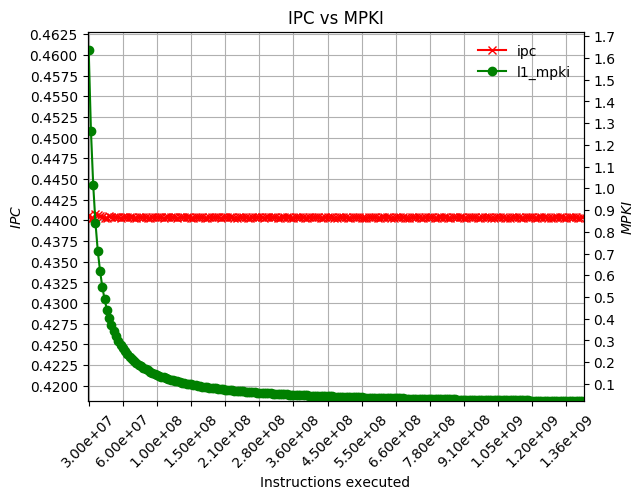 IPC vs MPKI
0.4625
0.4600
0.4575
0.4550
0.4525
0.4500
0.4475
0.4450
0.4425
0.4400
0.4375
0.4350
0.4325
0.4300
0.4275
0.4250
0.4225
0.4200
IPC
ipc
l1_mpki
1.7
1.6
1.5
1.4
1.3
1.2
1.1
1.0
0.9
0.8
0.7
0.6
0.5
0.4
0.3
0.2
0.1
MPKI
3.00e+07
6.00e+07
1.00e+08
1.50e+08
2.10e+08
2.80e+08
3.60e+08
4.50e+08
5.50e+08
6.60e+08
7.80e+08
9.10e+08
1.05e+09
1.20e+09
1.36e+09
Instructions executed